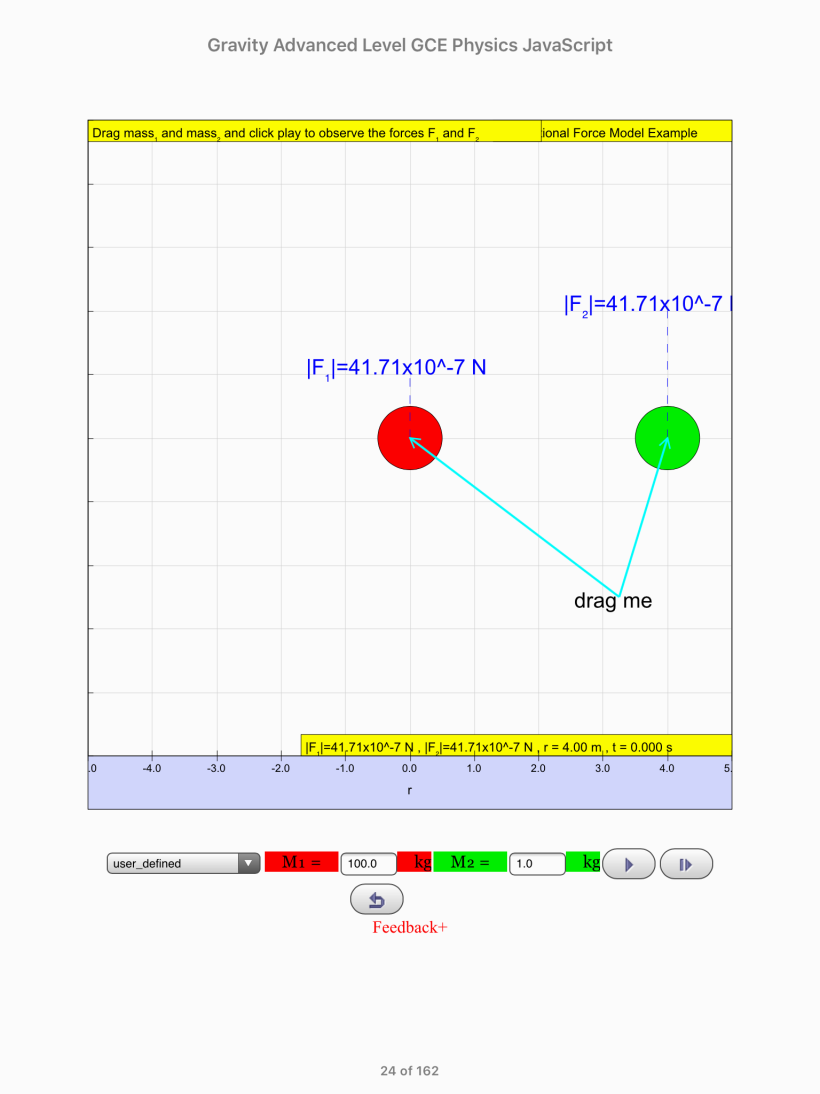 Gravity Advanced Level GCE Physics JavaScript
Drag mass₁ and mass₂ and click play to observe the forces F₁ and F₂ ional Force Model Example
|F₂|=41.71x10^-7
|F₁|=41.71x10^-7 N
drag me
|F₁|=41.71x10^-7 N , |F₂|=41.71x10^-7 N , r = 4.00 m , t = 0.000 s
.0 -4.0 -3.0 -2.0 -1.0 0.0 1.0 2.0 3.0 4.0 5.
r
user_defined M1 = 100.0 kg M2 = 1.0 kg
Feedback+
24 of 162